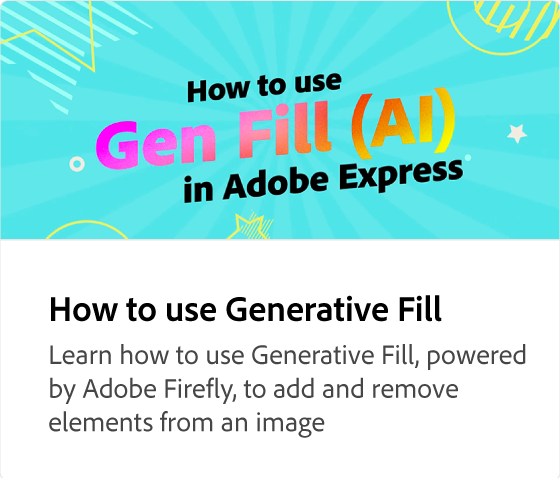 How to use
Gen Fill (AI)
in Adobe Express
How to use Generative Fill
Learn how to use Generative Fill, powered
by Adobe Firefly, to add and remove
elements from an image